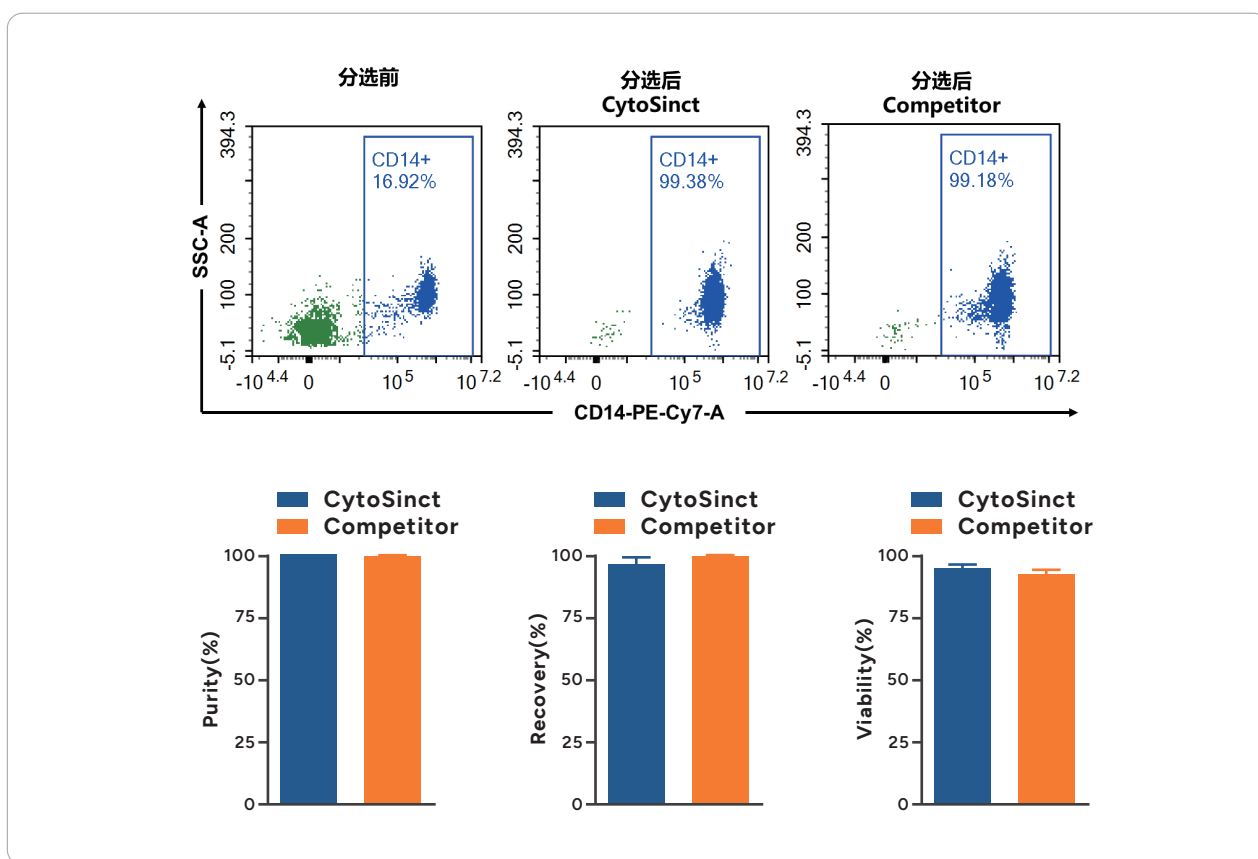 分选前
分选后
CytoSinct
分选后
Competitor
SSC-A
394.3
200
100
-5.1
CD14+
16.92%
-10 4.4 0 10 5 10 7.2
394.3
200
100
-5.1
CD14+
99.38%
-10 4.4 0 10 5 10 7.2
394.3
200
100
-5.1
CD14+
99.18%
-10 4.4 0 10 5 10 7.2
CD14-PE-Cy7-A
CytoSinct
Competitor
Purity(%)
100
75
50
25
0
CytoSinct
Competitor
Recovery(%)
100
75
50
25
0
CytoSinct
Competitor
Viability(%)
100
75
50
25
0